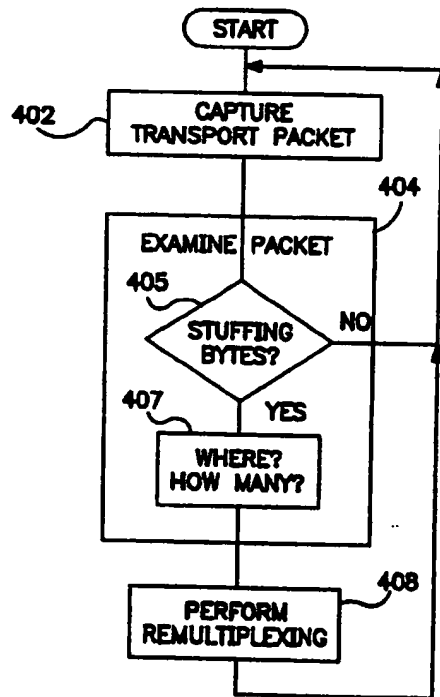 START
402
CAPTURE
TRANSPORT PACKET
404
EXAMINE PACKET
405
STUFFING
BYTES?
NO
YES
407
WHERE?
HOW MANY?
408
PERFORM
REMULTIPLEXING